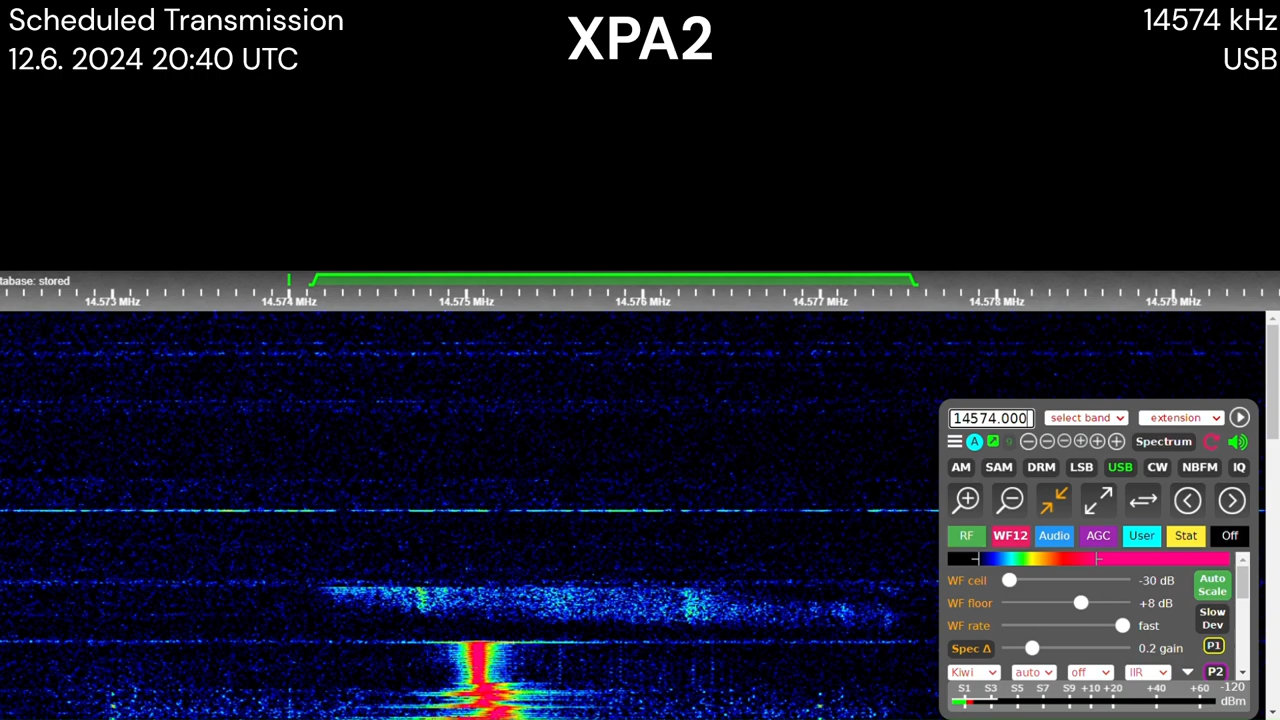 Scheduled Transmission
12.6. 2024 20:40 UTC
XPA2
14574 kHz
USB
tabase: stored
14.573 MHz 14.574 MHz 14.575 MHz 14.576 MHz 14.577 MHz 14.578 MHz 14.579 MHz
14574.000 select band extension
A 9 Spectrum
AM SAM DRM LSB USB CW NBFM IQ
RF WF12 Audio AGC User Stat Off
WF ceil -30 dB Auto Scale
WF floor +8 dB
WF rate fast Slow Dev
Spec Δ 0.2 gain P1
Kiwi auto off IIR P2
S1 S3 S5 S7 S9 +10 +20 +40 +60 -120 dBm